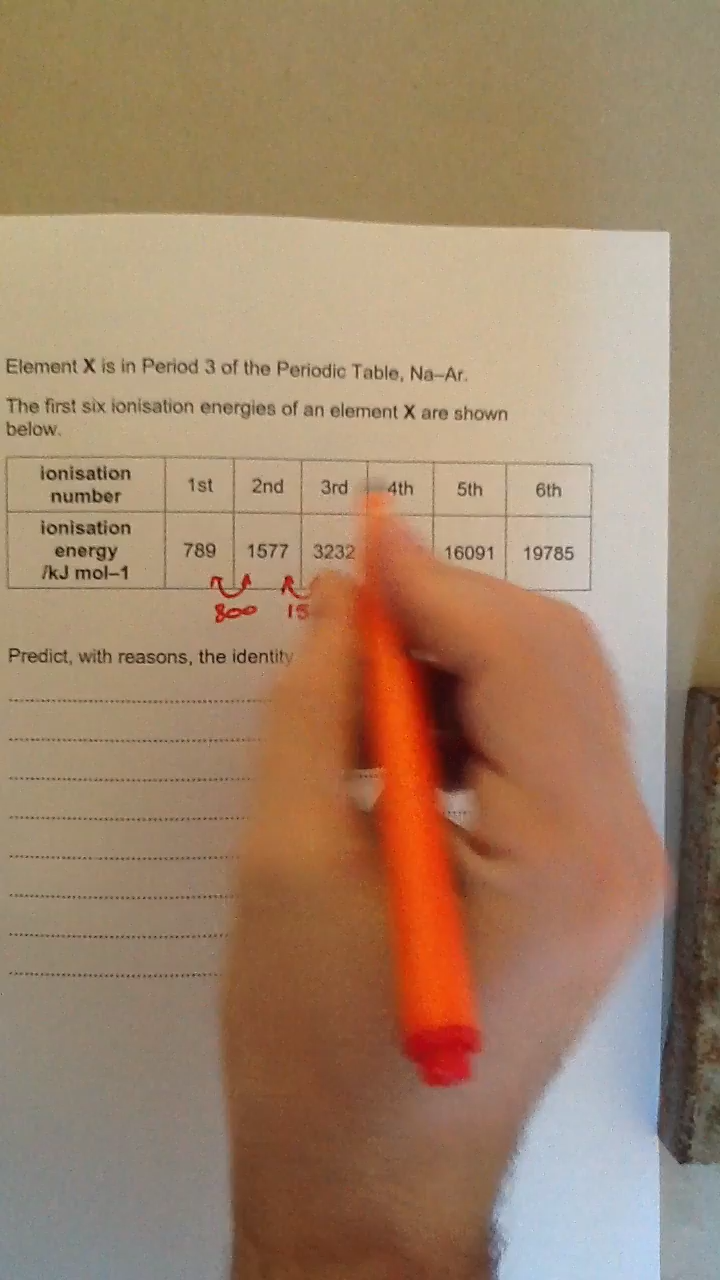 Element X is in Period 3 of the Periodic Table, Na–Ar.
The first six ionisation energies of an element X are shown
below.
ionisation number 1st 2nd 3rd 4th 5th 6th
ionisation energy /kJ mol–1 789 1577 3232 16091 19785
800 15
Predict, with reasons, the identity